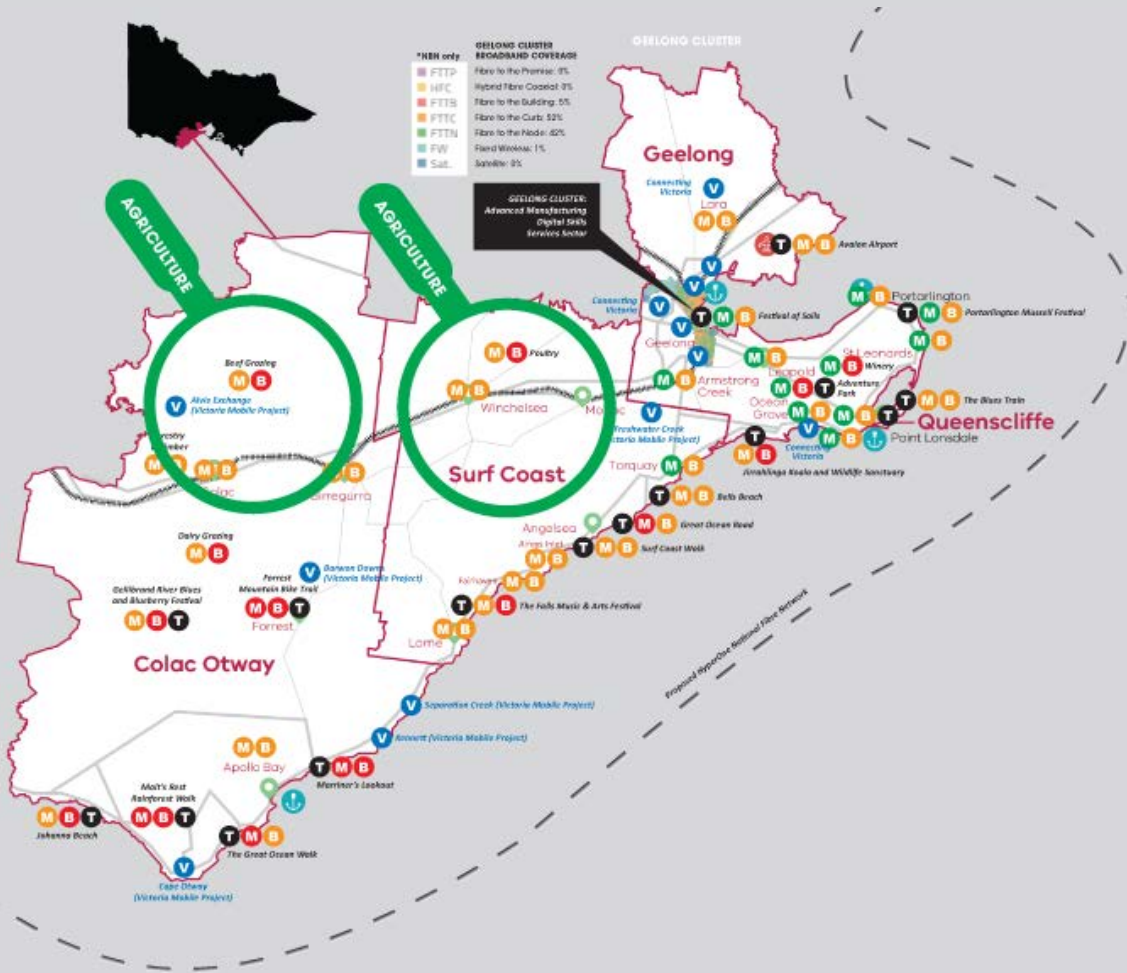 GEELONG CLUSTER
*NBN only
GEELONG CLUSTER
BROADBAND COVERAGE
FTTP
Fibre to the Premise: 0%
HFC
Hybrid Fibre Coaxial: 0%
FTTB
Fibre to the Building: 5%
FTTC
Fibre to the Curb: 52%
FTTN
Fibre to the Node: 42%
FW
Fixed Wireless: 1%
Sat.
Satellite: 0%
Geelong
Connecting
Victoria
V
Lara
M B
GEELONG CLUSTER:
Advanced Manufacturing
Digital Skills
Services Sector
T M B Avalon Airport
AGRICULTURE
AGRICULTURE
V
V
Connecting
Victoria
V
T M B Festival of Sails
V
Geelong
V
M B Portarlington
T M B Portarlington Mussell Festival
M B
St Leonards
M B Winery
M B
Leopold
M B T Adventure
Park
M B Armstrong
Creek
Ocean
Grove
M B
M B T
T M B The Blues Train
Queenscliffe
V
Connecting
Victoria
M B
Point Lonsdale
Beef Grazing
M B
V Alvie Exchange
(Victoria Mobile Project)
M B Poultry
M B
Winchelsea
V
Freshwater Creek
T
M B
Jirrahlinga Koala and Wildlife Sanctuary
M B
M B
Surf Coast
Torquay
M B
T M B Bells Beach
Angelsea
T M B Great Ocean Road
T M B Surf Coast Walk
M B
Fairhaven
M B
T M B The Falls Music & Arts Festival
Lorne
M B
Dairy Grazing
M B
V Barwon Downs
(Victoria Mobile Project)
Gellibrand River Blues
and Blueberry Festival
M B T
Forrest
Mountain Bike Trail
M B T
Forrest
Colac Otway
Proposed HyperOne National Fibre Network
V Separation Creek (Victoria Mobile Project)
V Kennett (Victoria Mobile Project)
M B
Apollo Bay
T M B
Marriner's Lookout
Mait's Rest
Rainforest Walk
M B T
M B T
Johanna Beach
T M B
The Great Ocean Walk
V
Cape Otway
(Victoria Mobile Project)